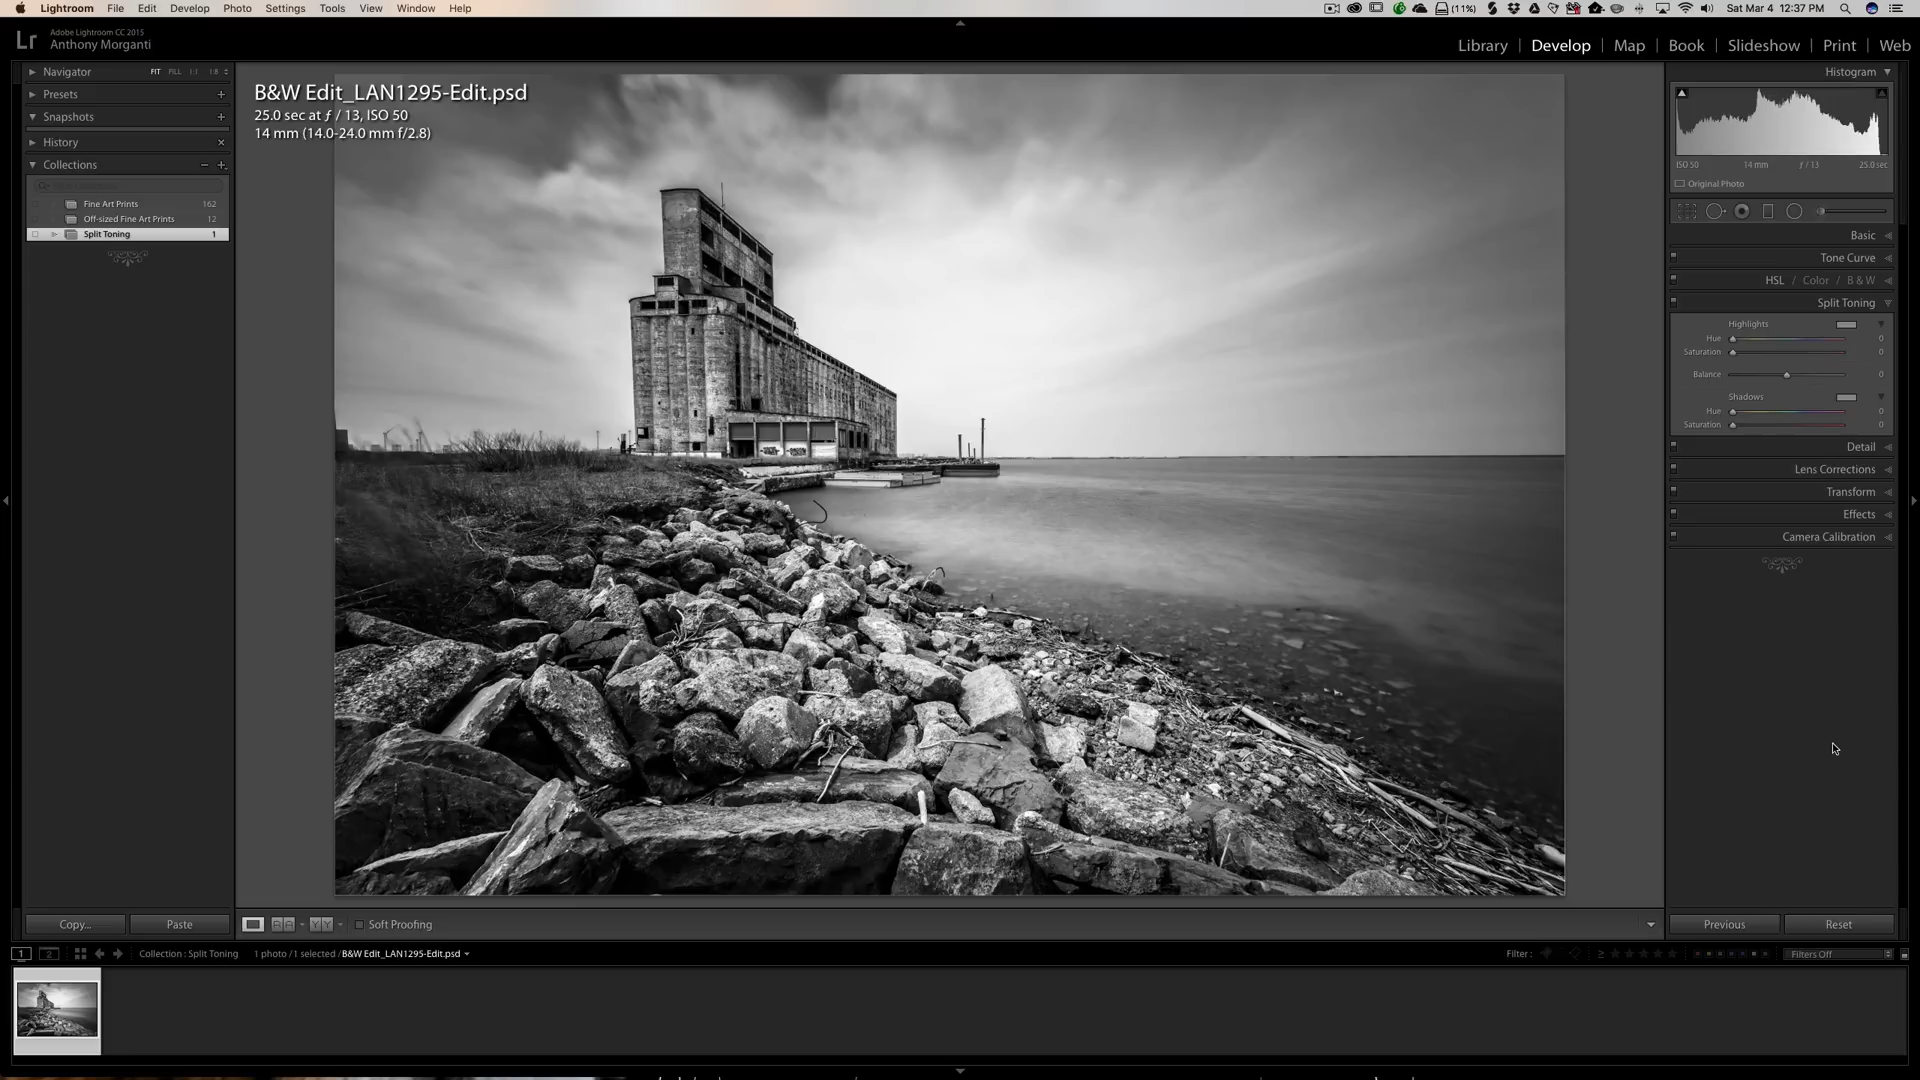 Lightroom File Edit Develop Photo Settings Tools View Window Help (11%) Sat Mar 4 12:37 PM
Lr Adobe Lightroom CC 2015
Anthony Morganti
Library | Develop | Map | Book | Slideshow | Print | Web
Navigator FIT FILL 1:1 1:8
Presets +
Snapshots +
History ×
Collections − +
Fine Art Prints 162
Off-sized Fine Art Prints 12
Split Toning 1
B&W Edit_LAN1295-Edit.psd
25.0 sec at ƒ / 13, ISO 50
14 mm (14.0-24.0 mm f/2.8)
Histogram
ISO 50 14 mm ƒ / 13 25.0 sec
Original Photo
Basic
Tone Curve
HSL / Color / B & W
Split Toning
Highlights
Hue 0
Saturation 0
Balance 0
Shadows
Hue 0
Saturation 0
Detail
Lens Corrections
Transform
Effects
Camera Calibration
Copy... Paste
R A Y Y Soft Proofing
Previous Reset
1 2 Collection : Split Toning 1 photo / 1 selected / B&W Edit_LAN1295-Edit.psd Filter : ≥ Filters Off